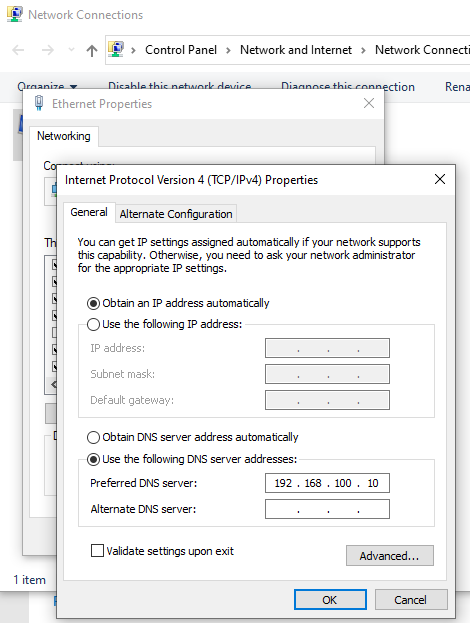 Network Connections
Control Panel > Network and Internet > Network Connecti
Organize Disable this network device Diagnose this connection Rena
Ethernet Properties
Networking
Connect using:
Internet Protocol Version 4 (TCP/IPv4) Properties
General Alternate Configuration
You can get IP settings assigned automatically if your network supports
this capability. Otherwise, you need to ask your network administrator
for the appropriate IP settings.
Obtain an IP address automatically
Use the following IP address:
IP address: . . .
Subnet mask: . . .
Default gateway: . . .
Obtain DNS server address automatically
Use the following DNS server addresses:
Preferred DNS server: 192 . 168 . 100 . 10
Alternate DNS server: . . .
Validate settings upon exit
Advanced...
OK Cancel
1 item